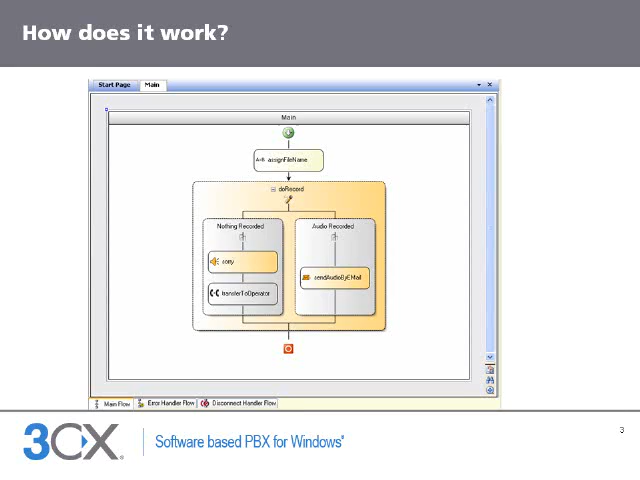 How does it work?
Start Page
Main
Main
A=B assignFileName
doRecord
Nothing Recorded
Audio Recorded
sorry
sendAudioByEMail
transferToOperator
Main Flow
Error Handler Flow
Disconnect Handler Flow
3
3CX®
Software based PBX for Windows®